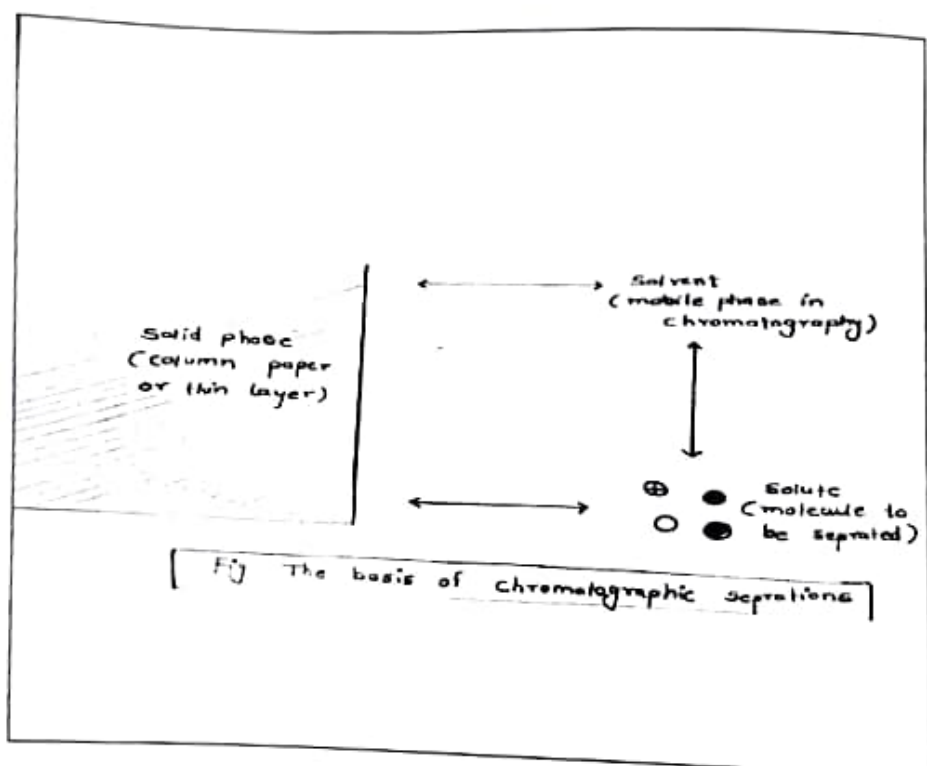 Solvent
(mobile phase in
chromatography)
Solid phase
(column paper
or thin layer)
Solute
(molecule to
be seprated)
Fig The basis of chromatographic seprations